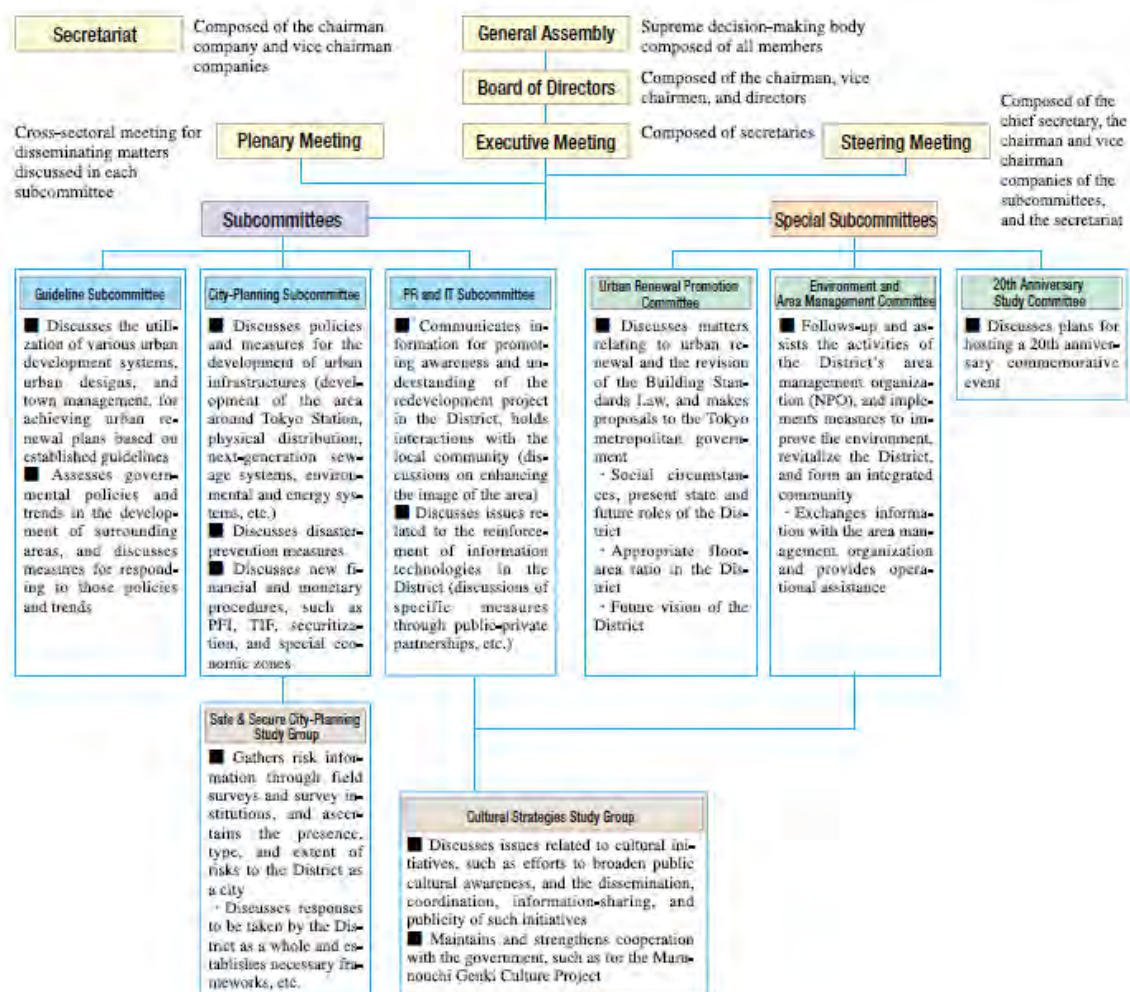 Secretariat
Composed of the chairman
company and vice chairman
companies
General Assembly
Supreme decision-making body
composed of all members
Board of Directors
Composed of the chairman, vice
chairmen, and directors
Cross-sectoral meeting for
disseminating matters
discussed in each
subcommittee
Plenary Meeting
Executive Meeting
Composed of secretaries
Steering Meeting
Composed of the
chief secretary, the
chairman and vice
chairman
companies of the
subcommittees,
and the secretariat
Subcommittees
Special Subcommittees
Guideline Subcommittee
■ Discusses the utili-
zation of various urban
development systems,
urban designs, and
town management, for
achieving urban re-
newal plans based on
established guidelines
■ Assesses govern-
mental policies and
trends in the develop-
ment of surrounding
areas, and discusses
measures for respond-
ing to those policies
and trends
City-Planning Subcommittee
■ Discusses policies
and measures for the
development of urban
infrastructures (devel-
opment of the area
around Tokyo Station,
physical distribution,
next-generation sew-
age systems, environ-
mental and energy sys-
tems, etc.)
■ Discusses disaster-
prevention measures
■ Discusses new fi-
nancial and monetary
procedures, such as
PFI, TIF, securitiza-
tion, and special eco-
nomic zones
PR and IT Subcommittee
■ Communicates in-
formation for promot-
ing awareness and un-
derstanding of the
redevelopment project
in the District, holds
interactions with the
local community (dis-
cussions on enhancing
the image of the area)
■ Discusses issues re-
lated to the reinforce-
ment of information
technologies in the
District (discussions of
specific measures
through public-private
partnerships, etc.)
Urban Renewal Promotion
Committee
■ Discusses matters
relating to urban re-
newal and the revision
of the Building Stan-
dards Law, and makes
proposals to the Tokyo
metropolitan govern-
ment
・Social circumstan-
ces, present state and
future roles of the Dis-
trict
・Appropriate floor-
area ratio in the Dis-
trict
・Future vision of the
District
Environment and
Area Management Committee
■ Follows-up and as-
sists the activities of
the District's area
management organiza-
tion (NPO), and imple-
ments measures to im-
prove the environment,
revitalize the District,
and form an integrated
community
・Exchanges informa-
tion with the area man-
agement organization
and provides opera-
tional assistance
20th Anniversary
Study Committee
■ Discusses plans for
hosting a 20th anniver-
sary commemorative
event
Safe & Secure City-Planning
Study Group
■ Gathers risk infor-
mation through field
surveys and survey in-
stitutions, and ascer-
tains the presence,
type, and extent of
risks to the District as
a city
・Discusses responses
to be taken by the Dis-
trict as a whole and es-
tablishes necessary fra-
meworks, etc.
Cultural Strategies Study Group
■ Discusses issues related to cultural ini-
tiatives, such as efforts to broaden public
cultural awareness, and the dissemination,
coordination, information-sharing, and
publicity of such initiatives
■ Maintains and strengthens cooperation
with the government, such as for the Maru-
nouchi Genki Culture Project